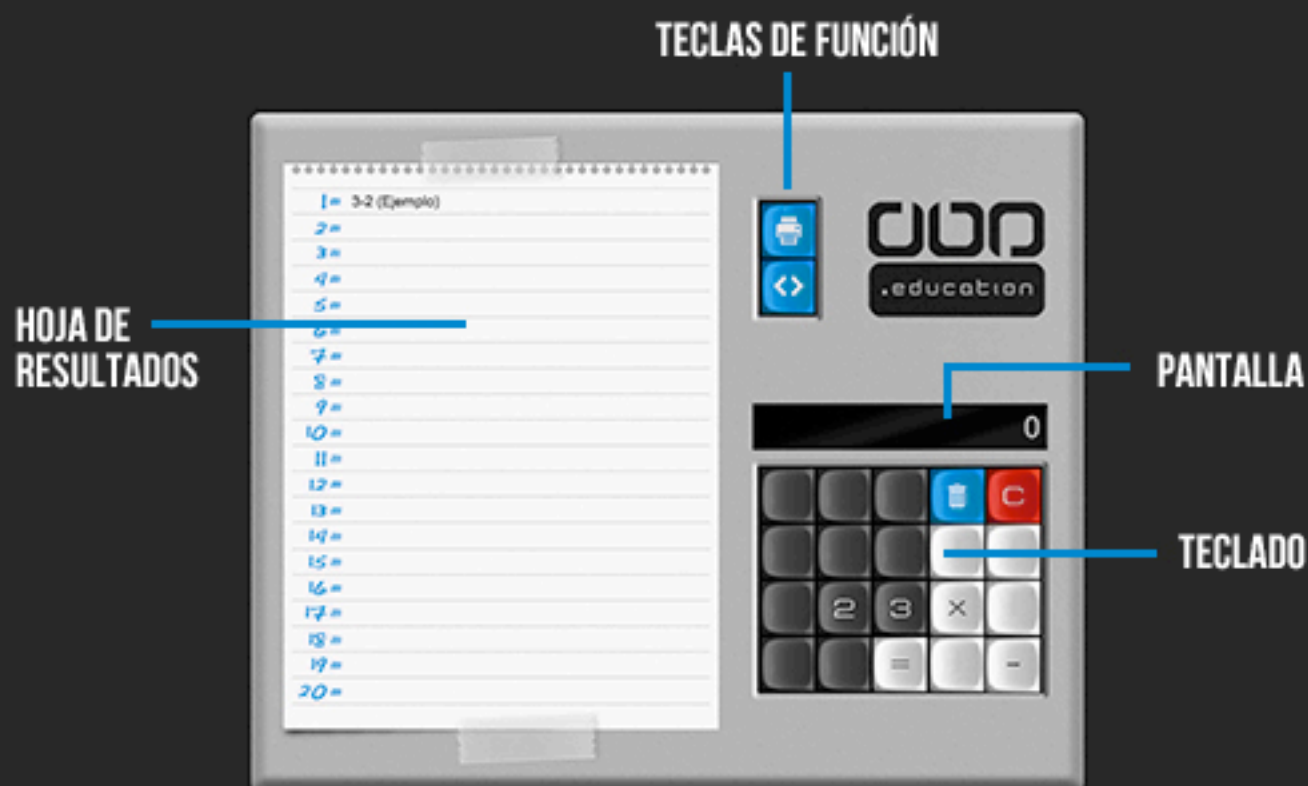 TECLAS DE FUNCIÓN
1= 3-2 (Ejemplo)
2=
3=
4=
5=
6=
7=
8=
9=
10=
11=
12=
13=
14=
15=
16=
17=
18=
19=
20=
HOJA DE
RESULTADOS
<>
.education
PANTALLA
0
C
TECLADO
2 3 ×
= -